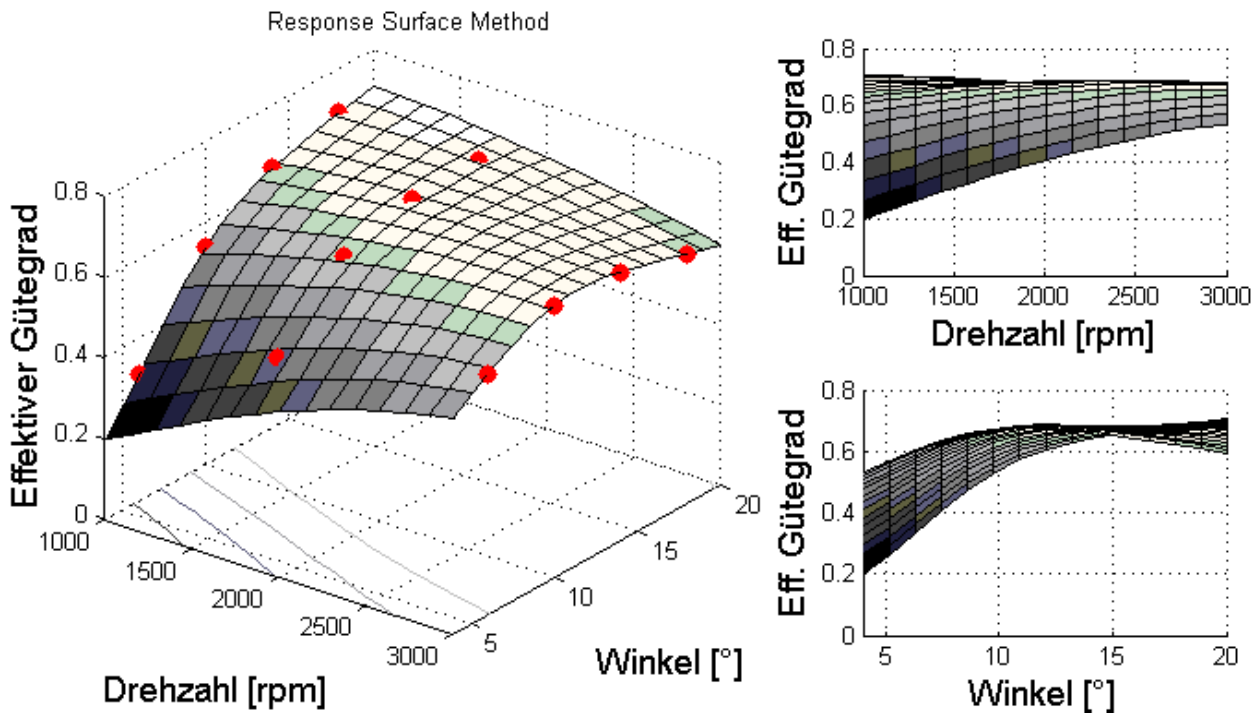 Response Surface Method
Effektiver Gütegrad
0.8
0.6
0.4
0.2
0
1000
1500
2000
2500
3000
Drehzahl [rpm]
5
10
15
20
Winkel [°]
Eff. Gütegrad
0.8
0.6
0.4
0.2
0
1000 1500 2000 2500 3000
Drehzahl [rpm]
Eff. Gütegrad
0.8
0.6
0.4
0.2
0
5 10 15 20
Winkel [°]